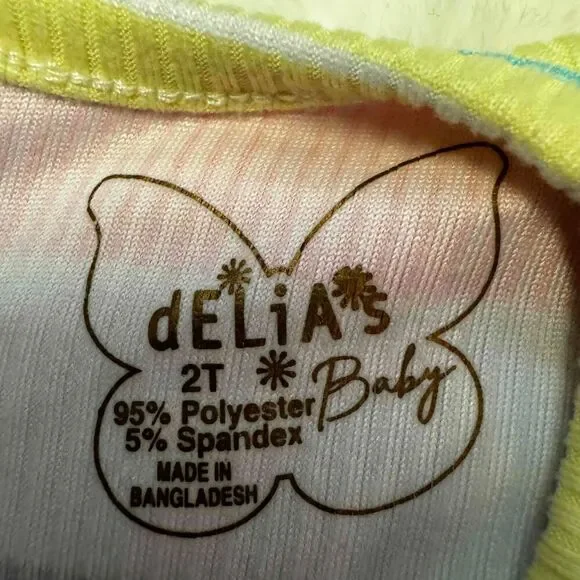 dELiA*s
Baby
2T
95% Polyester
5% Spandex
MADE IN
BANGLADESH